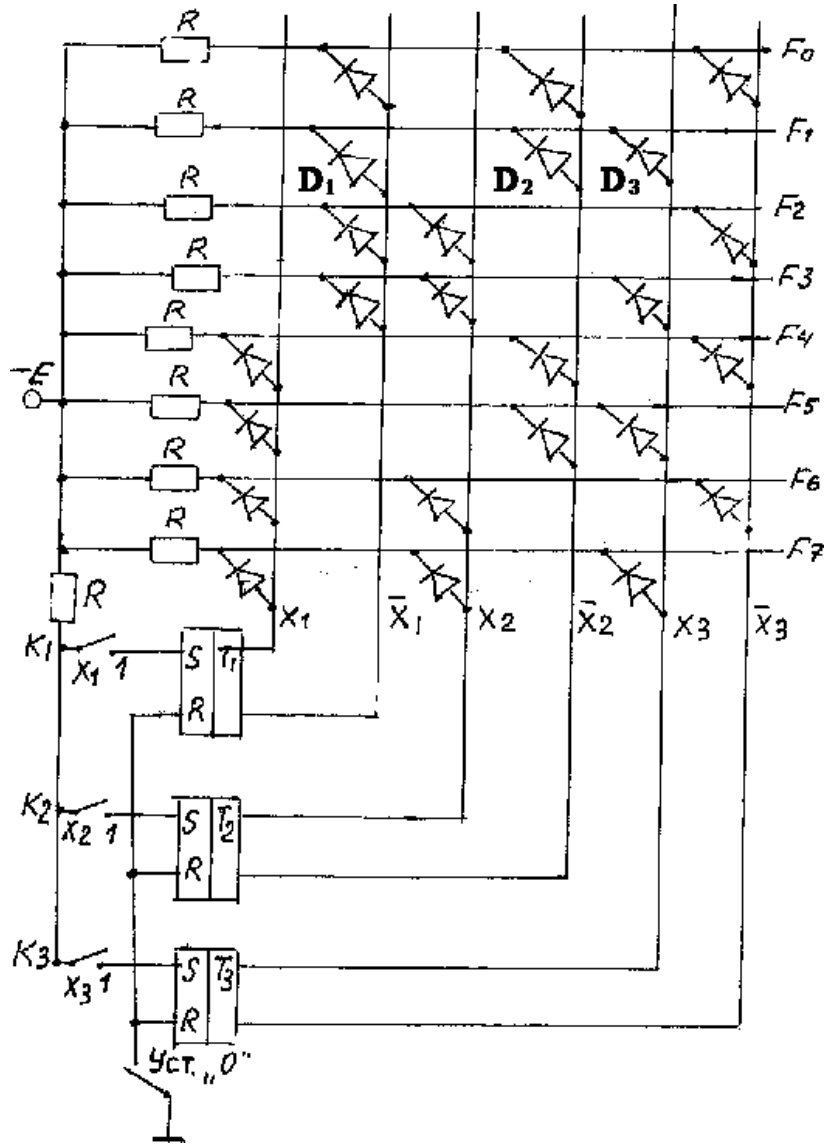 R
F0
R
F1
D1 D2 D3
R
F2
R
F3
R
F4
-E
R
F5
R
F6
R
F7
R
X1 X̄1 X2 X̄2 X3 X̄3
K1 X1 1 S T1
R
K2 X2 1 S T2
R
K3 X3 1 S T3
R
Уст. „0"